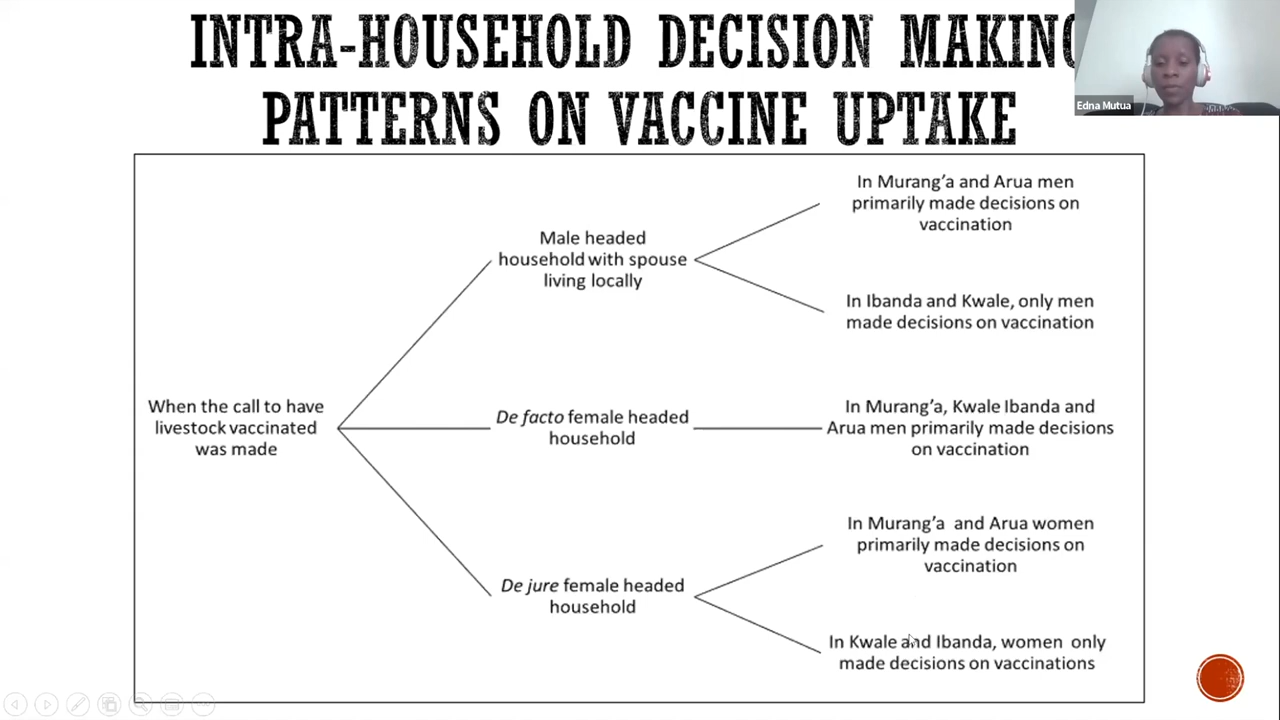 INTRA-HOUSEHOLD DECISION MAKING
PATTERNS ON VACCINE UPTAKE
Edna Mutua
When the call to have
livestock vaccinated
was made
Male headed
household with spouse
living locally
In Murang'a and Arua men
primarily made decisions on
vaccination
In Ibanda and Kwale, only men
made decisions on vaccination
De facto female headed
household
In Murang'a, Kwale Ibanda and
Arua men primarily made decisions
on vaccination
De jure female headed
household
In Murang'a and Arua women
primarily made decisions on
vaccination
In Kwale and Ibanda, women only
made decisions on vaccinations